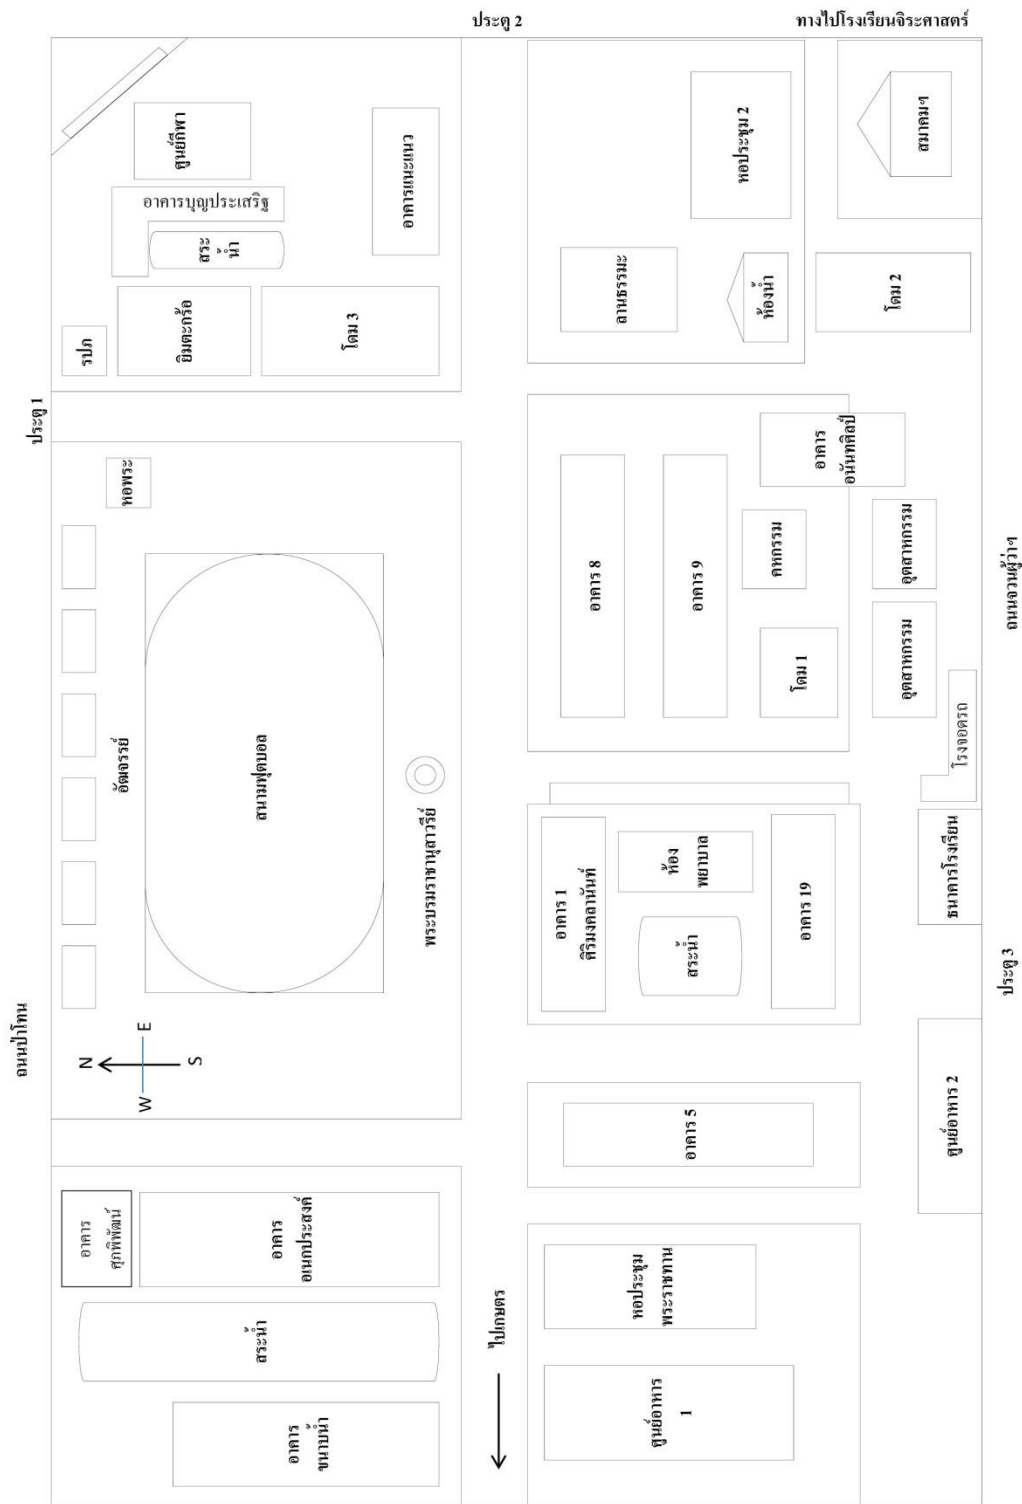 ประตู 2
ทางไปโรงเรียนจิระศาสตร์
ศูนย์กีฬา
อาคารบุญประเสริฐ
สระ
น้ำ
อาคารแนะแนว
รปภ
ยิมตะกร้อ
โดม 3
หอประชุม 2
สมาคมฯ
ลานธรรมะ
ห้องน้ำ
โดม 2
ประตู 1
หอพระ
อัฒจรรย์
สนามฟุตบอล
พระบรมราชานุสาวรีย์
อาคาร 8
อาคาร 9
คหกรรม
โดม 1
อาคาร
อนันทศิลป์
อุตสาหกรรม
อุตสาหกรรม
โรงจอดรถ
ถนนจวนผู้ว่าฯ
อาคาร 1
ศิริมงคลานันท์
ห้อง
พยาบาล
สระน้ำ
อาคาร 19
ธนาคารโรงเรียน
ประตู 3
ถนนป่าโทน
N
E
W
S
อาคาร 5
ศูนย์อาหาร 2
อาคาร
ศุภพิพัฒน์
อาคาร
อเนกประสงค์
สระน้ำ
อาคาร
ขนาบน้ำ
ไปเกษตร
หอประชุม
พระราชทาน
ศูนย์อาหาร
1